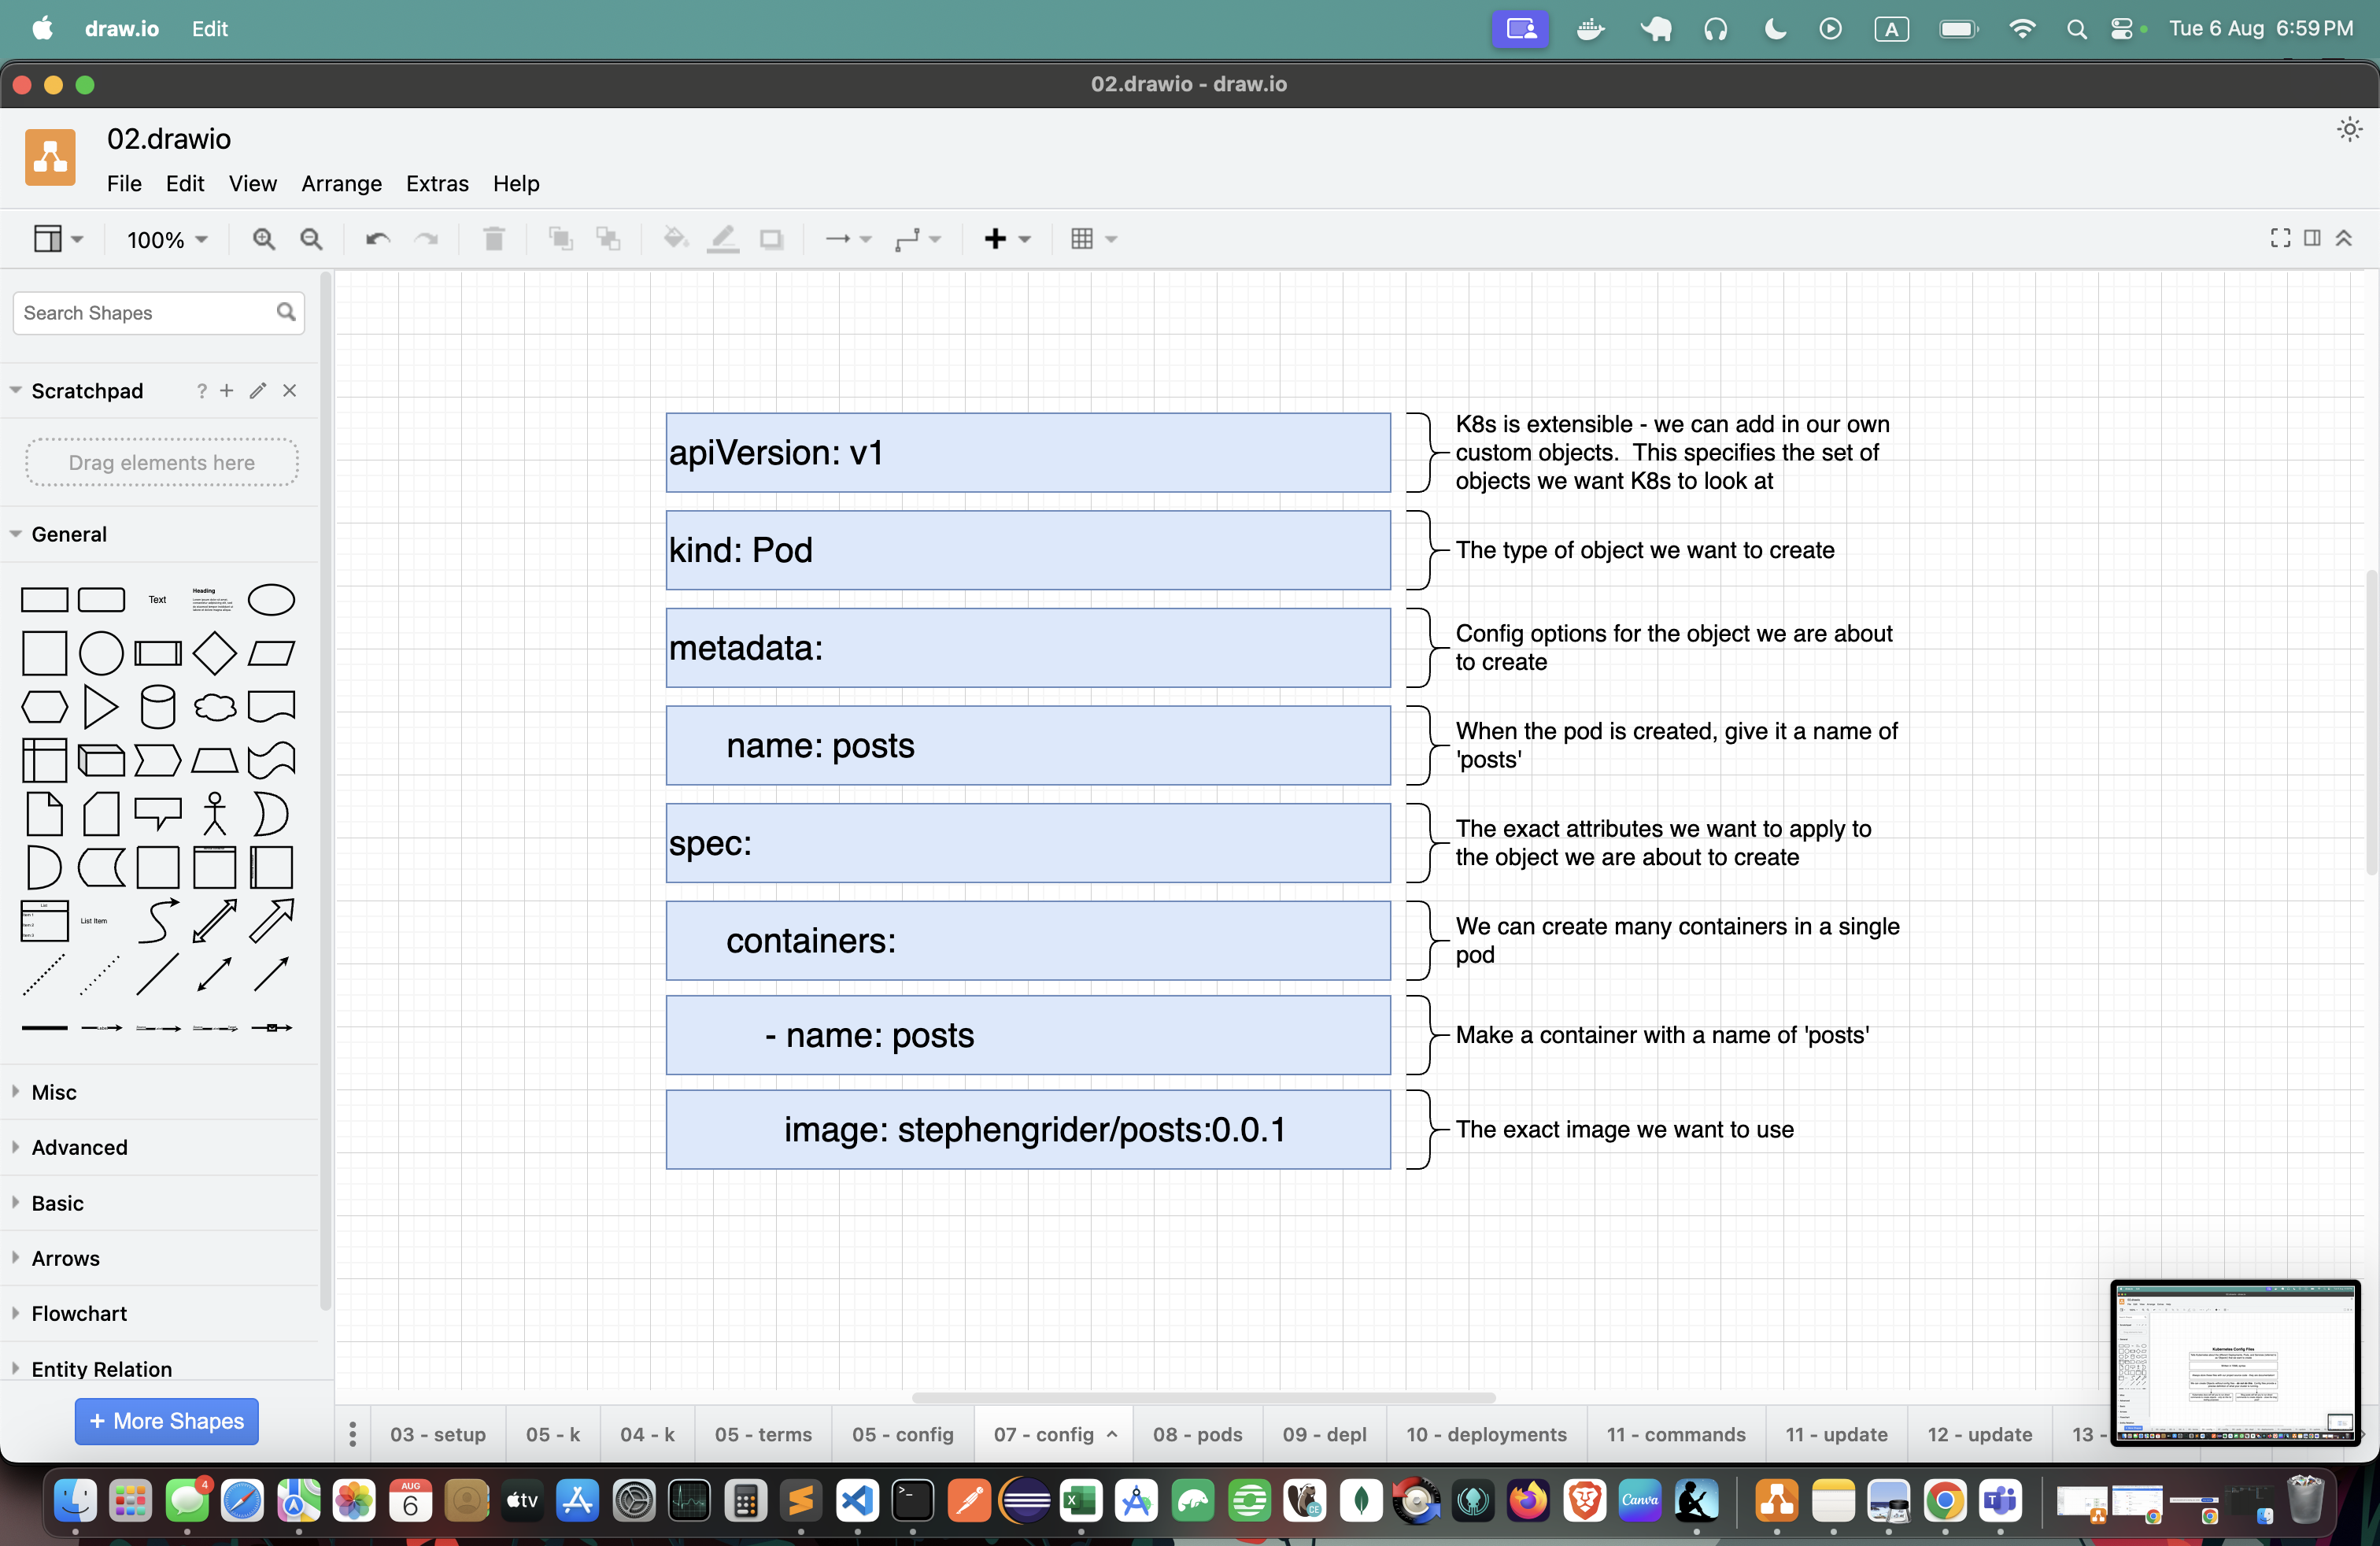 draw.io Edit
A
Tue 6 Aug 6:59 PM
02.drawio - draw.io
02.drawio
File Edit View Arrange Extras Help
100%
Search Shapes
Scratchpad ?
Drag elements here
General
Text
Heading
List
List Item
Misc
Advanced
Basic
Arrows
Flowchart
Entity Relation
+ More Shapes
apiVersion: v1
K8s is extensible - we can add in our own
custom objects. This specifies the set of
objects we want K8s to look at
kind: Pod
The type of object we want to create
metadata:
Config options for the object we are about
to create
name: posts
When the pod is created, give it a name of
'posts'
spec:
The exact attributes we want to apply to
the object we are about to create
containers:
We can create many containers in a single
pod
- name: posts
Make a container with a name of 'posts'
image: stephengrider/posts:0.0.1
The exact image we want to use
Kubernetes Config Files
03 - setup 05 - k 04 - k 05 - terms 05 - config 07 - config 08 - pods 09 - depl 10 - deployments 11 - commands 11 - update 12 - update 13 -
4
AUG
6
tv
CE
Canva